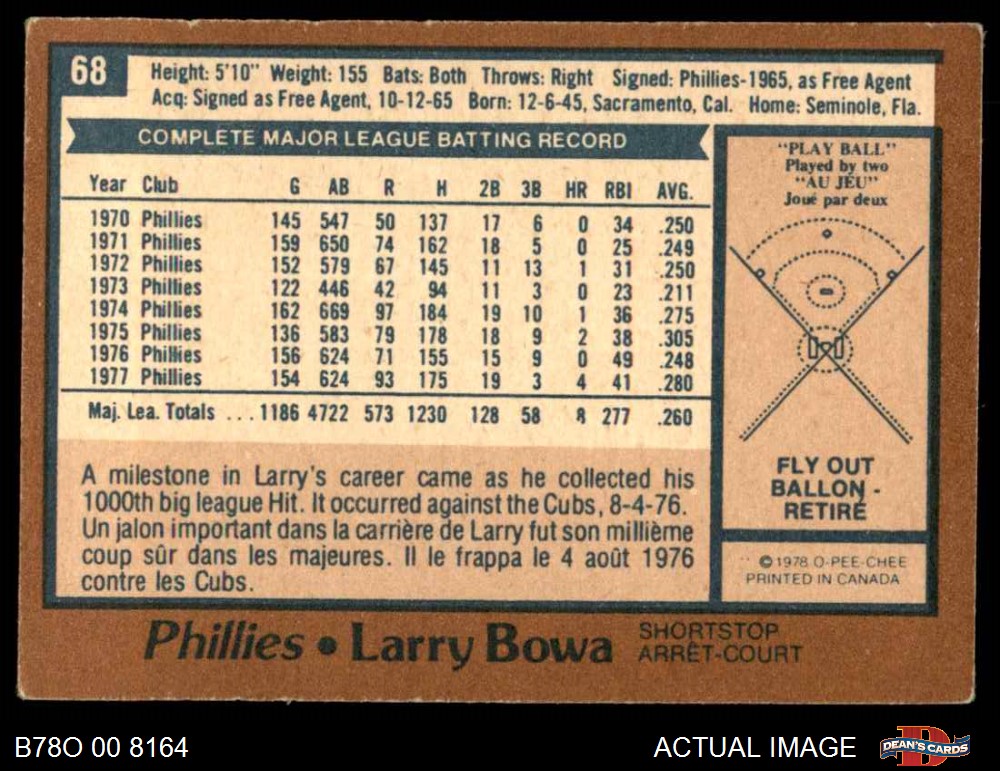 68
Height: 5'10" Weight: 155 Bats: Both Throws: Right Signed: Phillies-1965, as Free Agent
Acq: Signed as Free Agent, 10-12-65 Born: 12-6-45, Sacramento, Cal. Home: Seminole, Fla.
COMPLETE MAJOR LEAGUE BATTING RECORD
Year Club G AB R H 2B 3B HR RBI AVG.
1970 Phillies 145 547 50 137 17 6 0 34 .250
1971 Phillies 159 650 74 162 18 5 0 25 .249
1972 Phillies 152 579 67 145 11 13 1 31 .250
1973 Phillies 122 446 42 94 11 3 0 23 .211
1974 Phillies 162 669 97 184 19 10 1 36 .275
1975 Phillies 136 583 79 178 18 9 2 38 .305
1976 Phillies 156 624 71 155 15 9 0 49 .248
1977 Phillies 154 624 93 175 19 3 4 41 .280
Maj. Lea. Totals ... 1186 4722 573 1230 128 58 8 277 .260
A milestone in Larry's career came as he collected his
1000th big league Hit. It occurred against the Cubs, 8-4-76.
Un jalon important dans la carrière de Larry fut son millième
coup sûr dans les majeures. Il le frappa le 4 août 1976
contre les Cubs.
"PLAY BALL"
Played by two
"AU JEU"
Joué par deux
FLY OUT
BALLON -
RETIRÉ
© 1978 O-PEE-CHEE
PRINTED IN CANADA
Phillies • Larry Bowa SHORTSTOP
ARRÊT-COURT
B78O 00 8164
ACTUAL IMAGE
DEAN'S CARDS